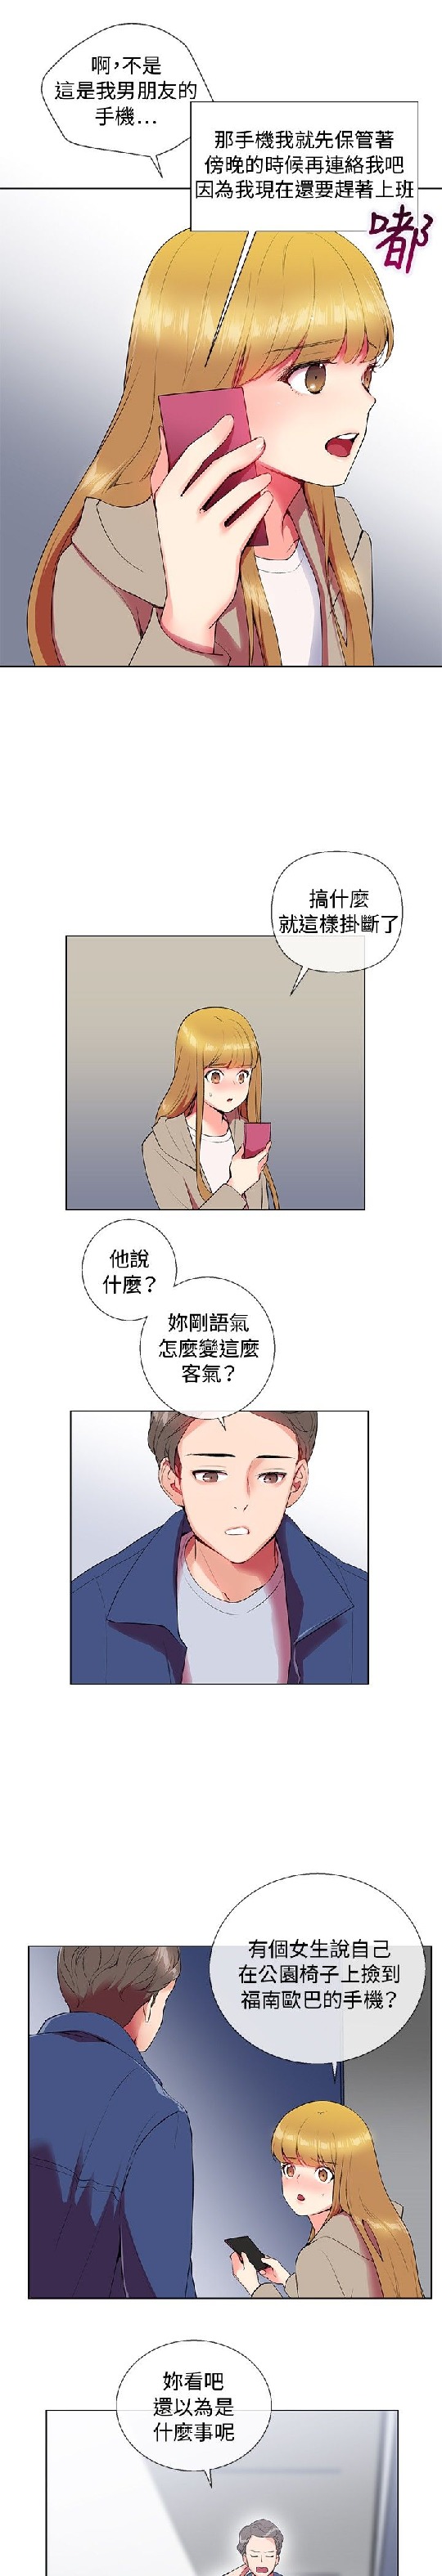 啊，不是
這是我男朋友的
手機…
那手機我就先保管著
傍晚的時候再連絡我吧
因為我現在還要趕著上班
嘟
搞什麼
就這樣掛斷了
他說
什麼？
妳剛語氣
怎麼變這麼
客氣？
有個女生說自己
在公園椅子上撿到
福南歐巴的手機？
妳看吧
還以為是
什麼事呢